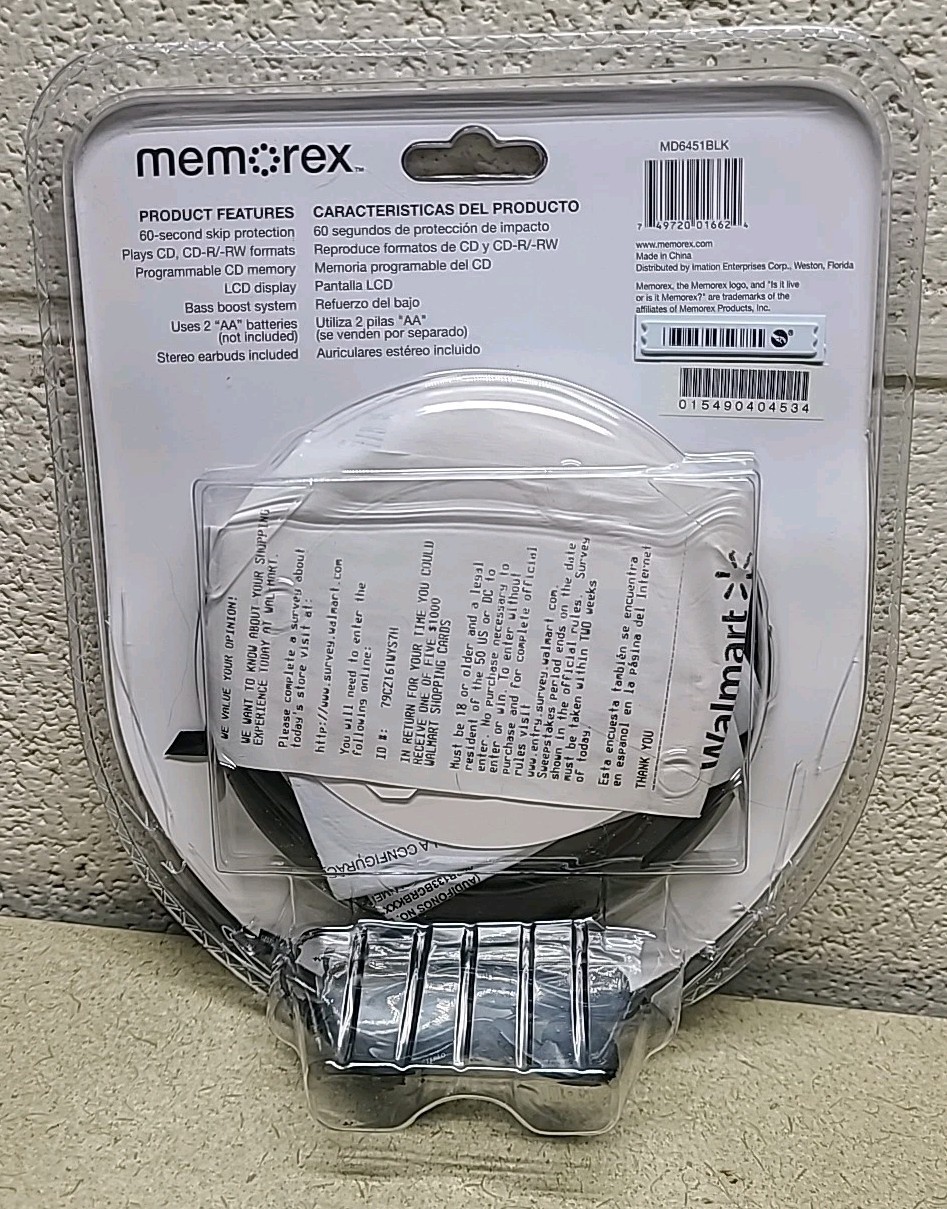 memorex™
PRODUCT FEATURES
60-second skip protection
Plays CD, CD-R/-RW formats
Programmable CD memory
LCD display
Bass boost system
Uses 2 "AA" batteries
(not included)
Stereo earbuds included
CARACTERISTICAS DEL PRODUCTO
60 segundos de protección de impacto
Reproduce formatos de CD y CD-R/-RW
Memoria programable del CD
Pantalla LCD
Refuerzo del bajo
Utiliza 2 pilas "AA"
(se venden por separado)
Auriculares estéreo incluido
MD6451BLK
7 49720 01662 4
www.memorex.com
Made in China
Distributed by Imation Enterprises Corp., Weston, Florida
Memorex, the Memorex logo, and "Is it live
or is it Memorex?" are trademarks of the
affiliates of Memorex Products, Inc.
015490404534
WE VALUE YOUR OPINION!
WE WANT TO KNOW ABOUT YOUR SHOPPING
EXPERIENCE TODAY AT WALMART.
Please complete a survey about
today's store visit at:
http://www.survey.walmart.com
You will need to enter the
following online:
ID #: 79GZ161WYS7H
IN RETURN FOR YOUR TIME YOU COULD
RECEIVE ONE OF FIVE $1000
WALMART SHOPPING CARDS
Must be 18 or older and a legal
resident of the 50 US or DC to
enter. No purchase necessary to
enter or win. To enter without
purchase and for complete official
rules visit
www.entry.survey.walmart.com.
Sweepstakes period ends on the date
shown in the official rules. Survey
must be taken within TWO weeks
of today.
Esta encuesta también se encuentra
en espanol en la página del Internet
THANK YOU
Walmart
LA CONFIGURAC
(AUDIFONOS NO